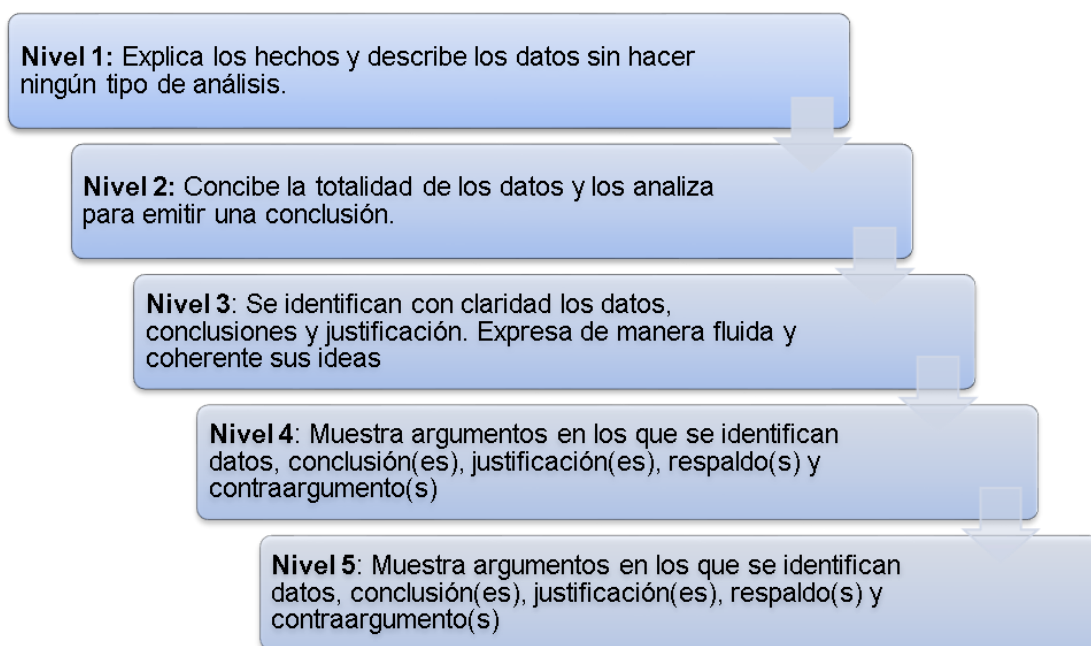 Nivel 1: Explica los hechos y describe los datos sin hacer
ningún tipo de análisis.
Nivel 2: Concibe la totalidad de los datos y los analiza
para emitir una conclusión.
Nivel 3: Se identifican con claridad los datos,
conclusiones y justificación. Expresa de manera fluida y
coherente sus ideas
Nivel 4: Muestra argumentos en los que se identifican
datos, conclusión(es), justificación(es), respaldo(s) y
contraargumento(s)
Nivel 5: Muestra argumentos en los que se identifican
datos, conclusión(es), justificación(es), respaldo(s) y
contraargumento(s)